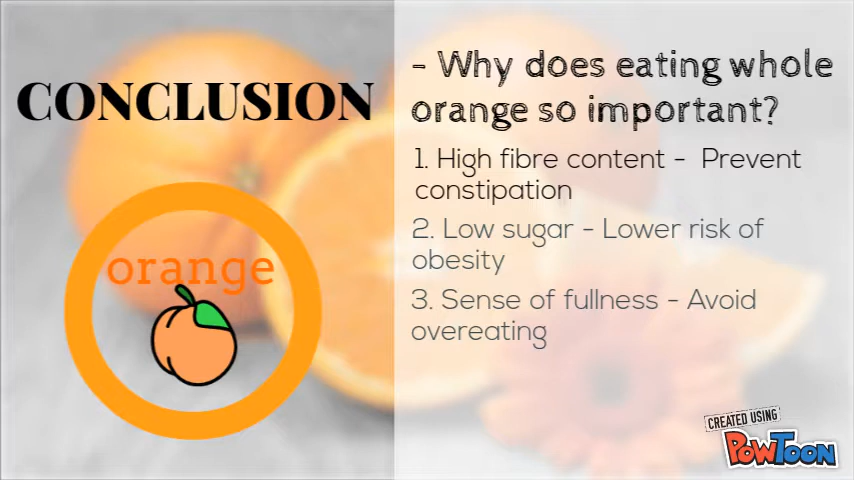 CONCLUSION
orange
- Why does eating whole
orange so important?
1. High fibre content -  Prevent
constipation
2. Low sugar - Lower risk of
obesity
3. Sense of fullness - Avoid
overeating
CREATED USING
POWTOON